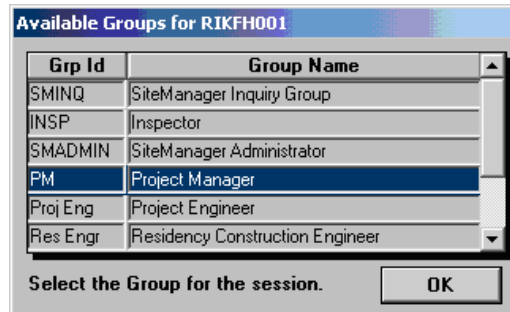 Available Groups for RIKFH001
Grp Id Group Name
SMINQ SiteManager Inquiry Group
INSP Inspector
SMADMIN SiteManager Administrator
PM Project Manager
Proj Eng Project Engineer
Res Engr Residency Construction Engineer
Select the Group for the session. OK